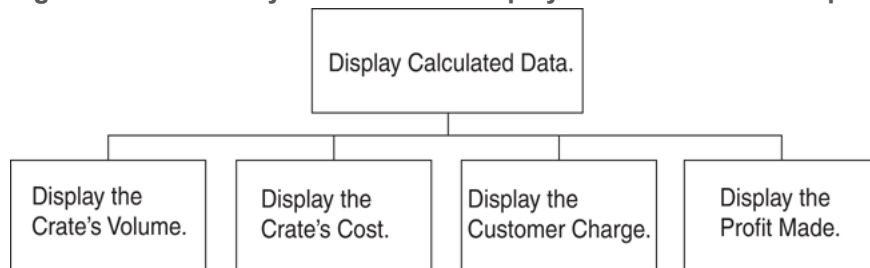 Display Calculated Data.
Display the
Crate's Volume.
Display the
Crate's Cost.
Display the
Customer Charge.
Display the
Profit Made.